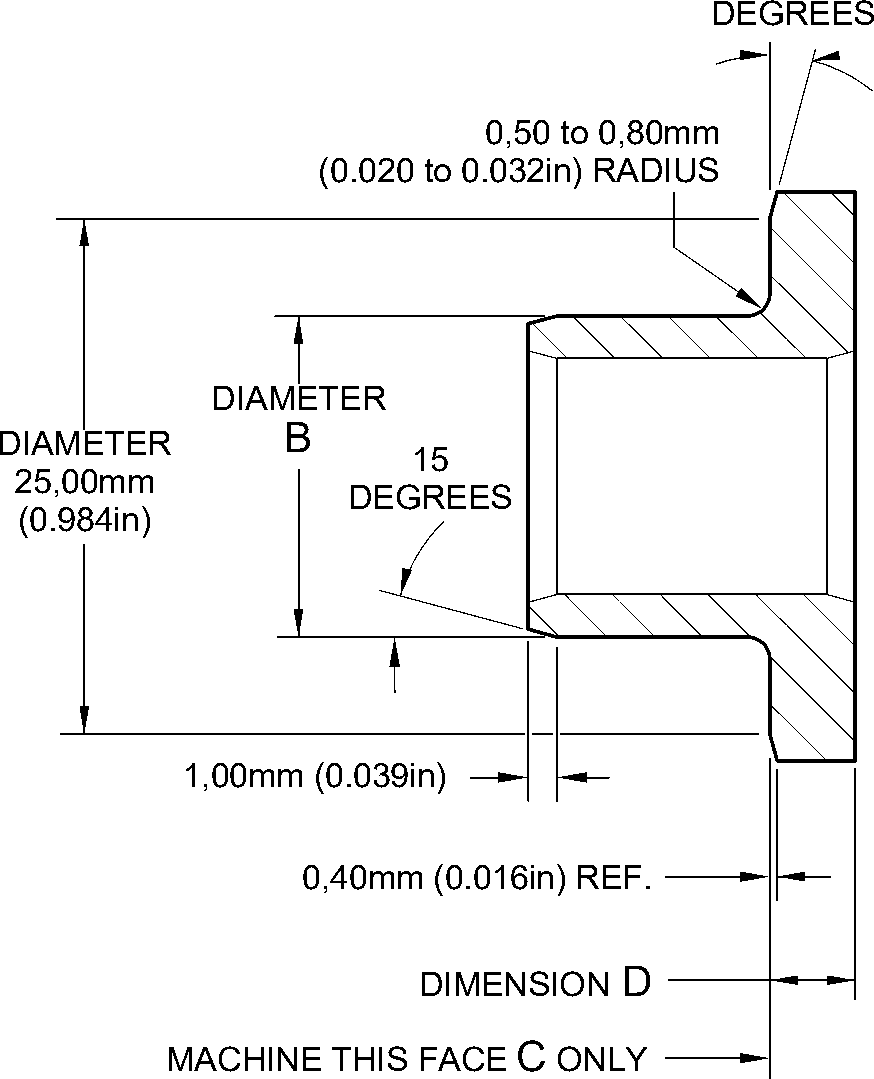 DEGREES
0,50 to 0,80mm
(0.020 to 0.032in) RADIUS
DIAMETER
B
DIAMETER
25,00mm
(0.984in)
15
DEGREES
1,00mm (0.039in)
0,40mm (0.016in) REF.
DIMENSION D
MACHINE THIS FACE C ONLY